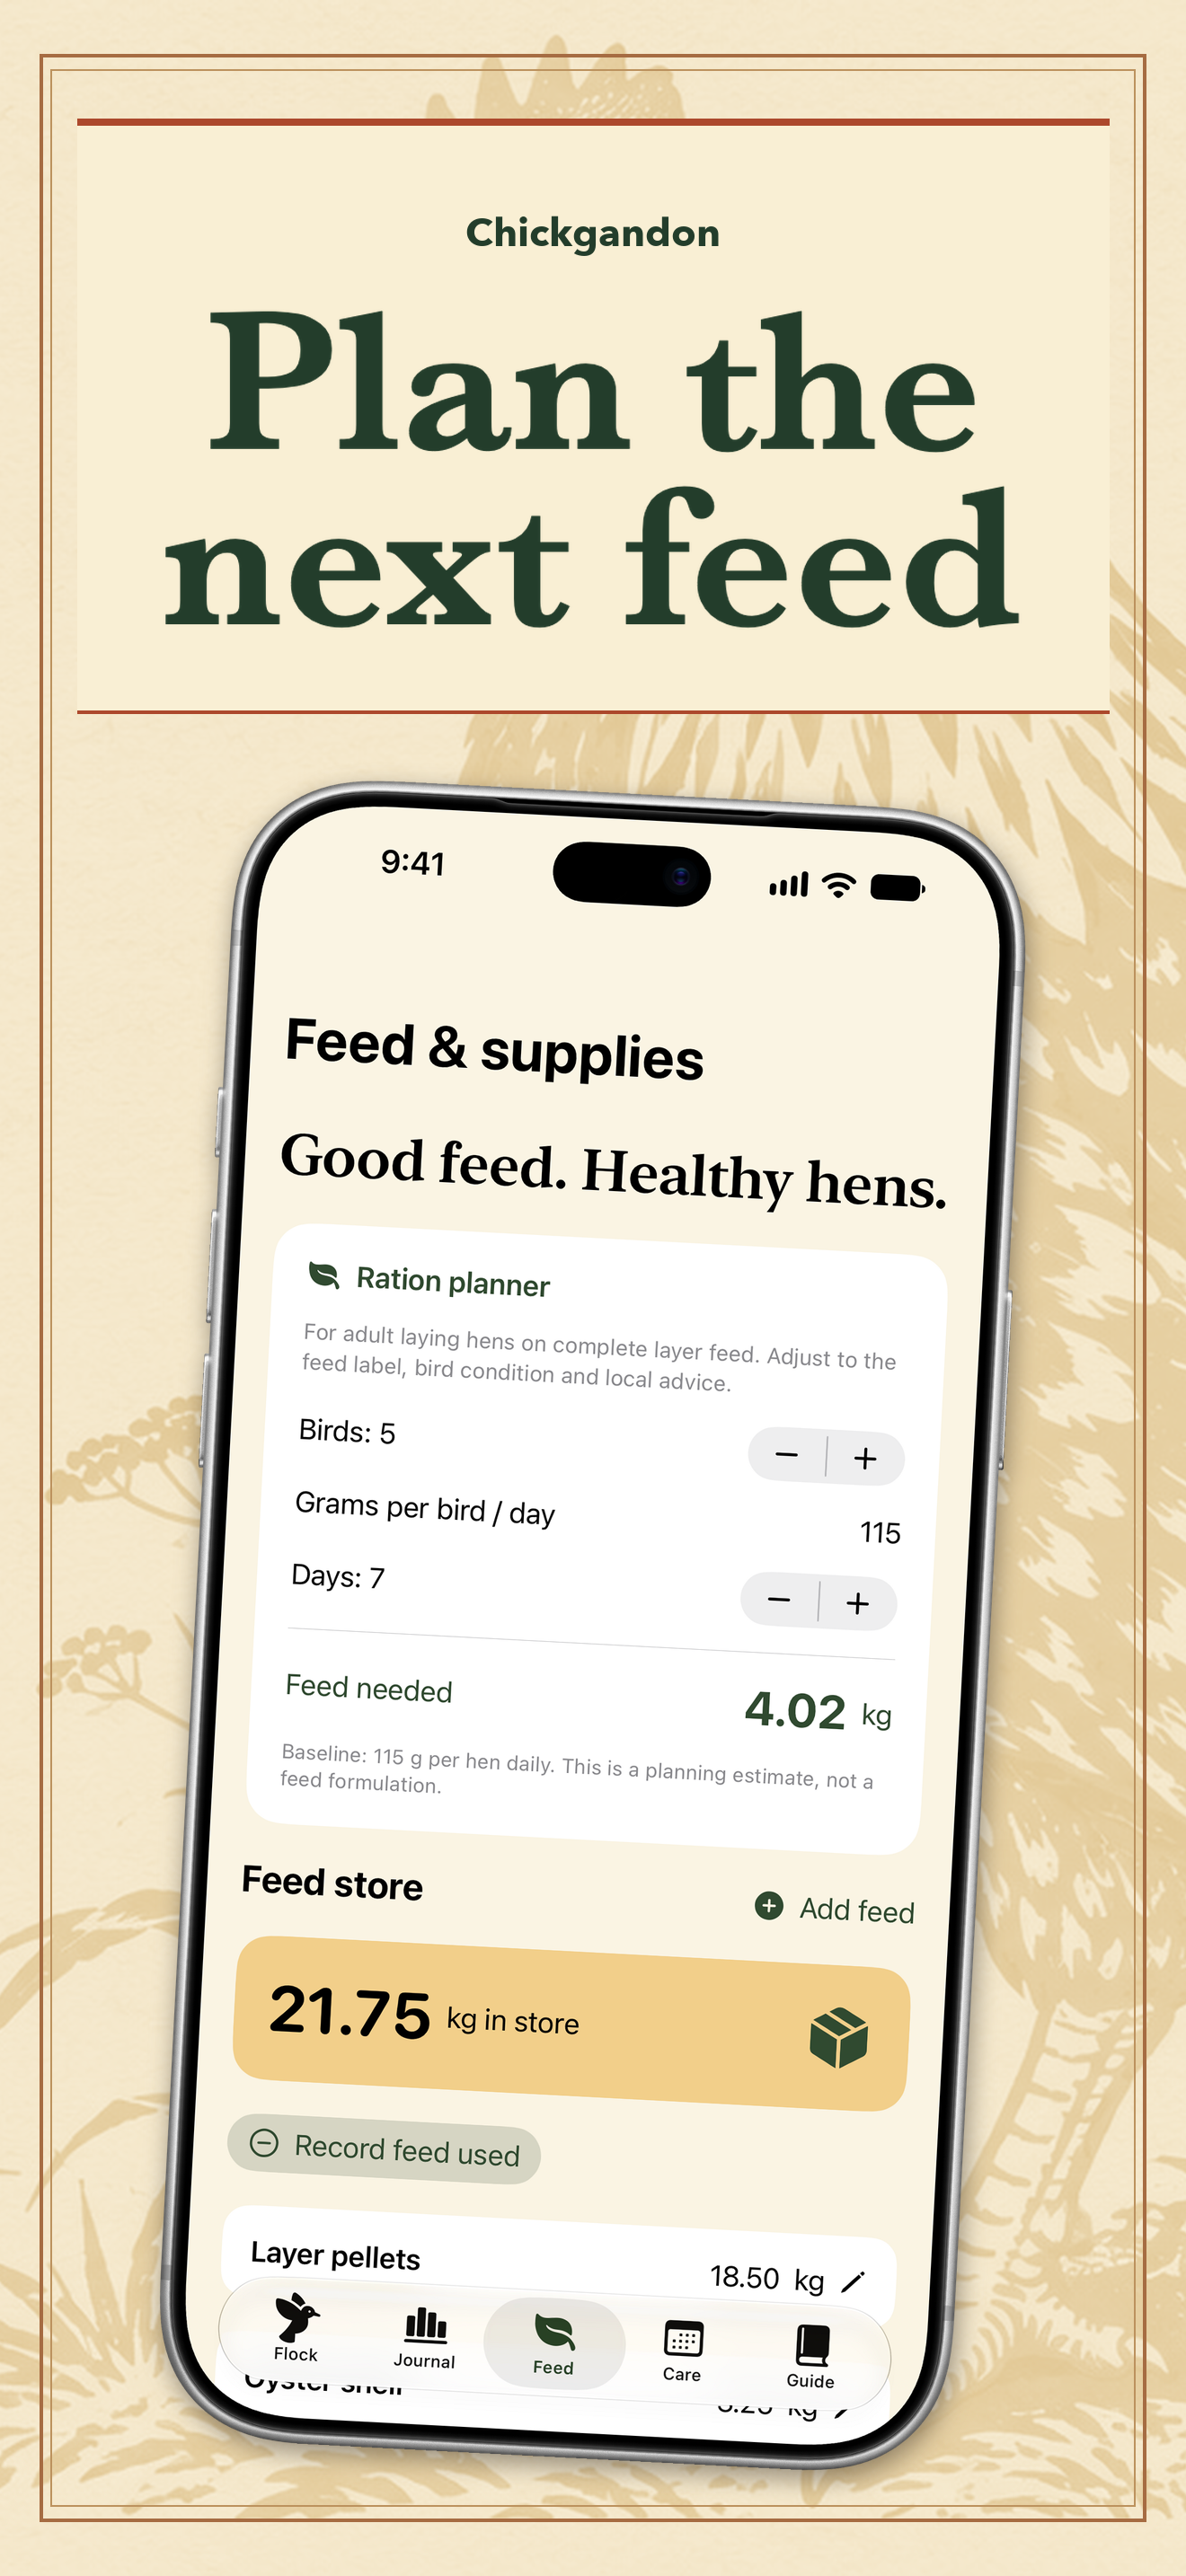 Chickgandon
Plan the
next feed
9:41
Feed & supplies
Good feed. Healthy hens.
Ration planner
For adult laying hens on complete layer feed. Adjust to the
feed label, bird condition and local advice.
Birds: 5
Grams per bird / day 115
Days: 7
Feed needed 4.02 kg
Baseline: 115 g per hen daily. This is a planning estimate, not a
feed formulation.
Feed store Add feed
21.75 kg in store
Record feed used
Layer pellets 18.50 kg
Flock Journal Feed Care Guide
Oyster shell kg